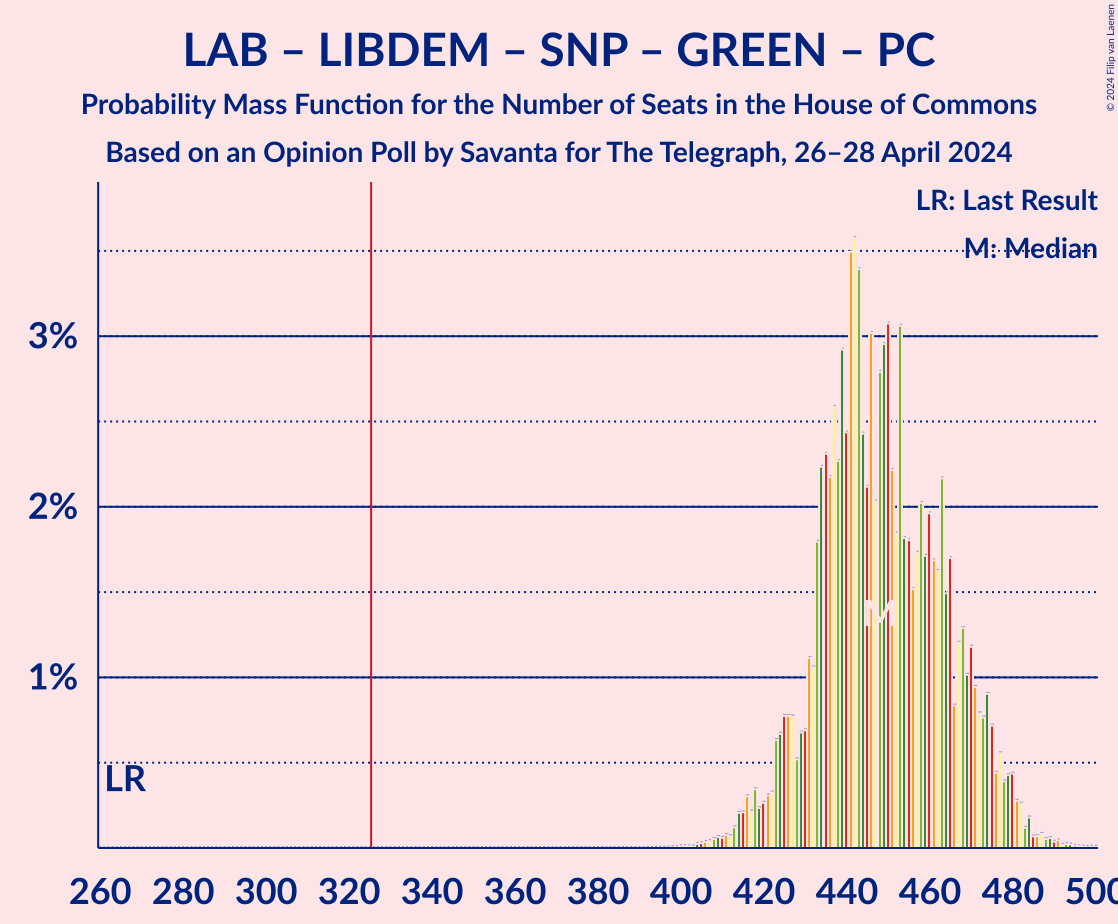 LAB – LIBDEM – SNP – GREEN – PC
Probability Mass Function for the Number of Seats in the House of Commons
Based on an Opinion Poll by Savanta for The Telegraph, 26–28 April 2024
© 2024 Filip van Laenen
LR: Last Result
M: Median
3%
2%
1%
M
LR
260 280 300 320 340 360 380 400 420 440 460 480 500